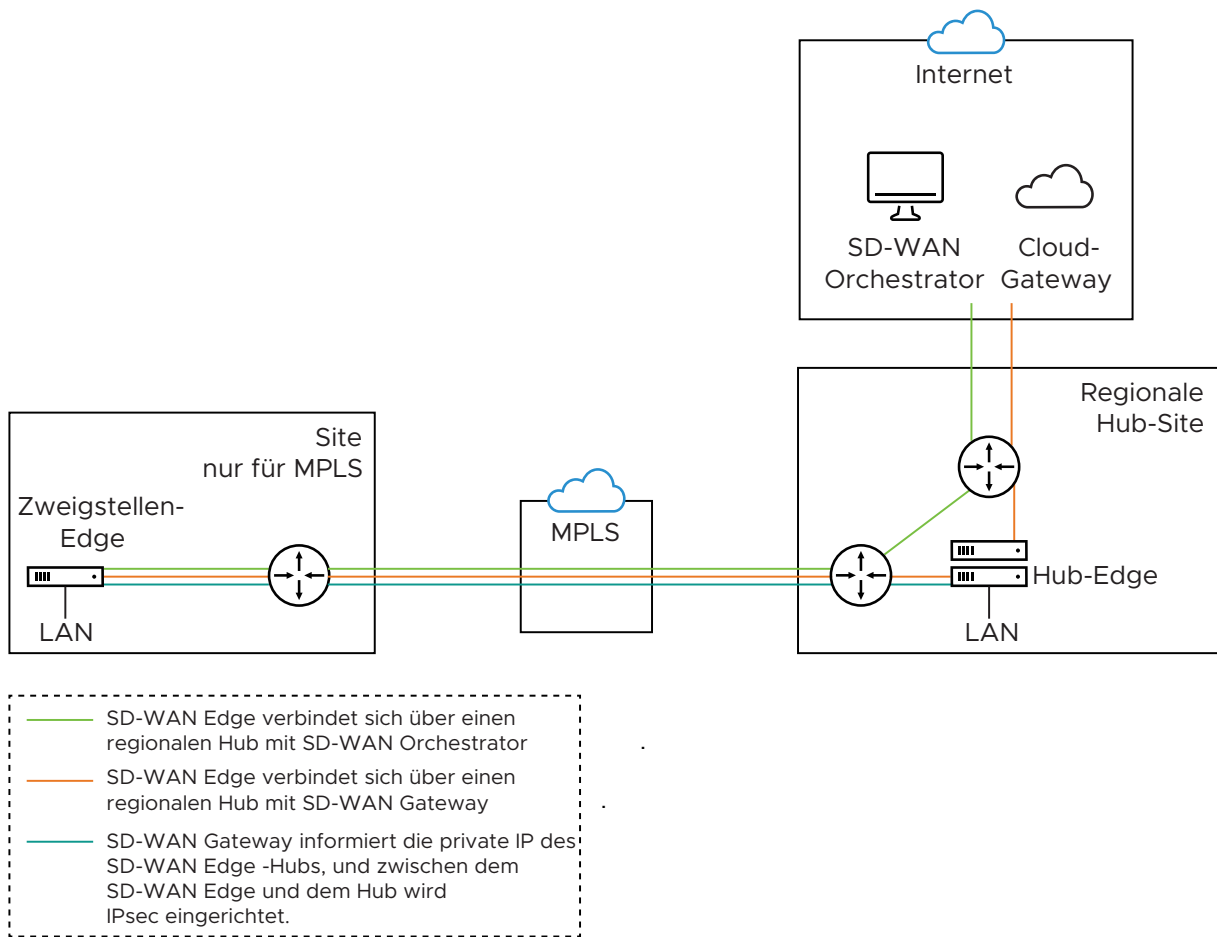 Internet
SD-WAN
Orchestrator
Cloud-
Gateway
Regionale
Hub-Site
Site
nur für MPLS
Zweigstellen-
Edge
MPLS
Hub-Edge
LAN
LAN
SD-WAN Edge verbindet sich über einen
regionalen Hub mit SD-WAN Orchestrator .
SD-WAN Edge verbindet sich über einen
regionalen Hub mit SD-WAN Gateway .
SD-WAN Gateway informiert die private IP des
SD-WAN Edge -Hubs, und zwischen dem
SD-WAN Edge und dem Hub wird
IPsec eingerichtet.